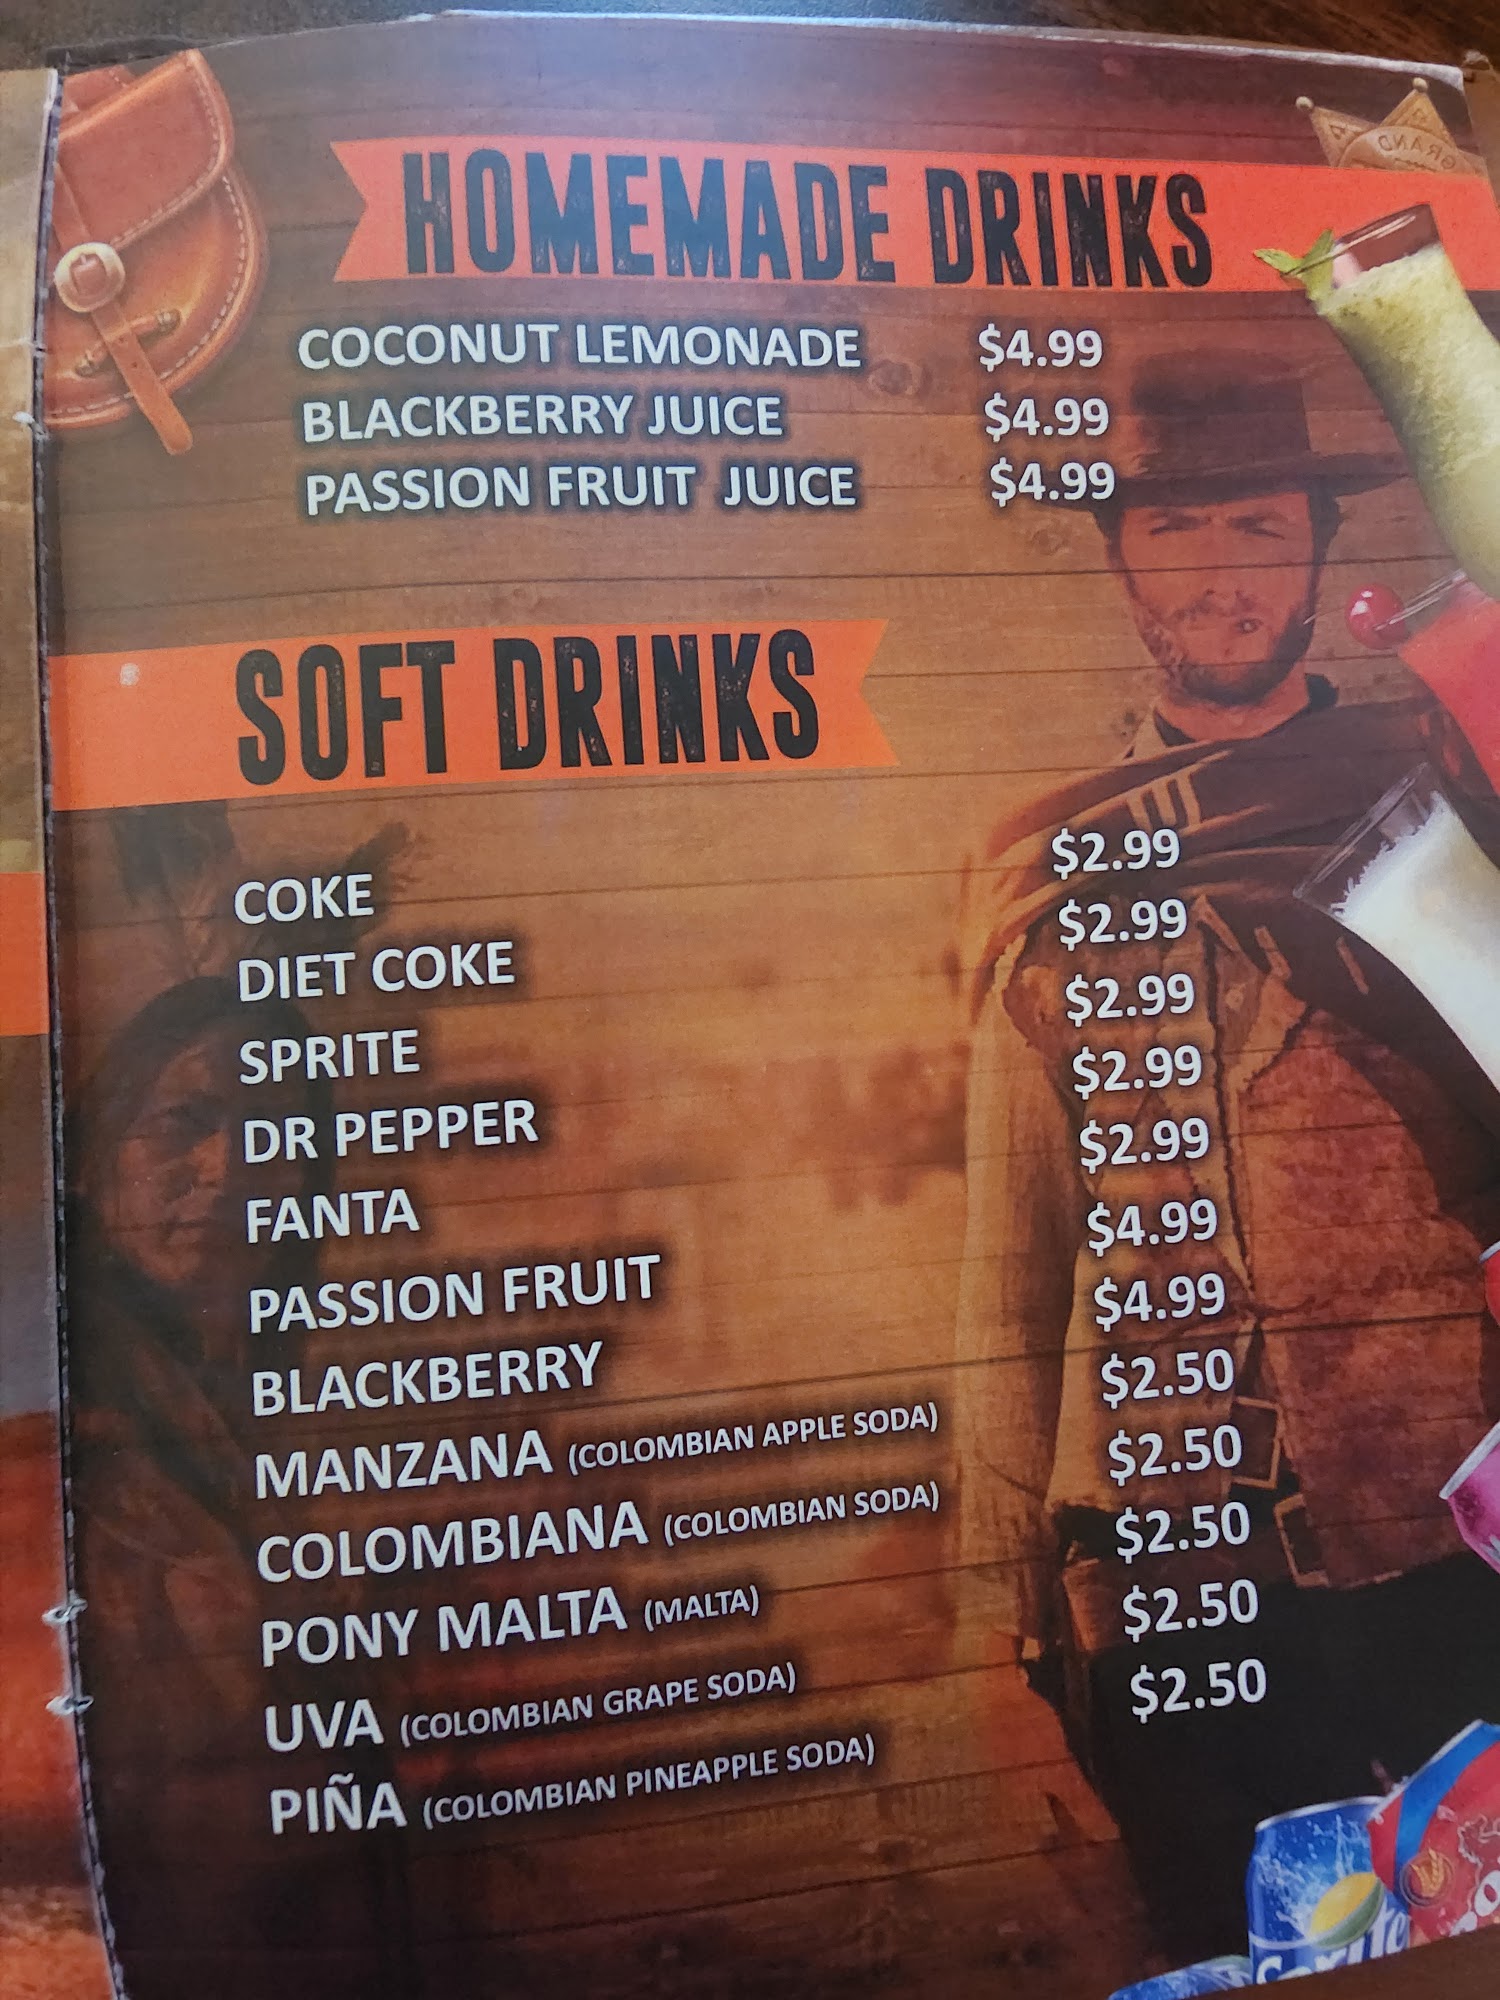 GRAND
HOMEMADE DRINKS
COCONUT LEMONADE $4.99
BLACKBERRY JUICE $4.99
PASSION FRUIT JUICE $4.99
SOFT DRINKS
COKE $2.99
DIET COKE $2.99
SPRITE $2.99
DR PEPPER $2.99
FANTA $2.99
PASSION FRUIT $4.99
BLACKBERRY $4.99
MANZANA (COLOMBIAN APPLE SODA) $2.50
COLOMBIANA (COLOMBIAN SODA) $2.50
PONY MALTA (MALTA) $2.50
UVA (COLOMBIAN GRAPE SODA) $2.50
PIÑA (COLOMBIAN PINEAPPLE SODA) $2.50
Sprite